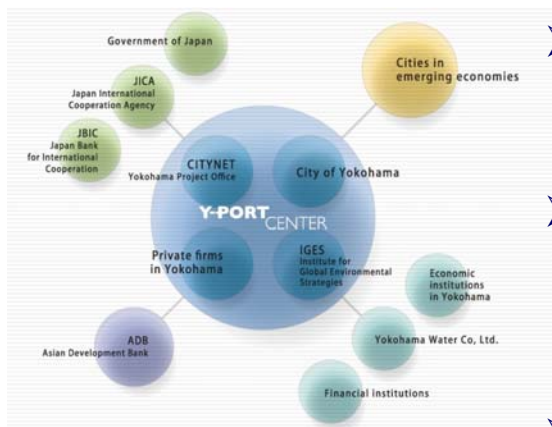 Government of Japan
JICA
Japan International
Cooperation Agency
JBIC
Japan Bank
for International
Cooperation
Cities in
emerging economies
CITYNET
Yokohama Project Office
City of Yokohama
Y-PORT
CENTER
Private firms
in Yokohama
IGES
Institute for
Global Environmental
Strategies
Economic
institutions
in Yokohama
ADB
Asian Development Bank
Yokohama Water Co, Ltd.
Financial institutions